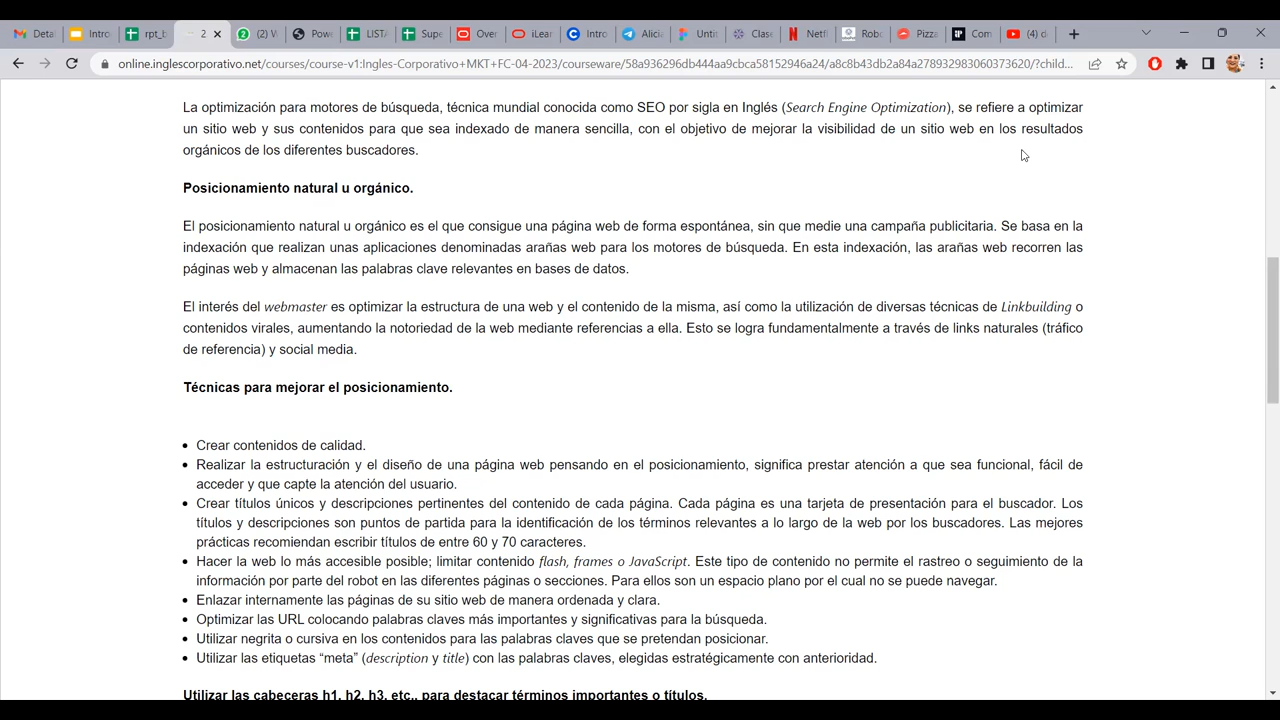 Deta
Intro
rpt_b
2
(2) V
Pow
LISTA
Supe
Over
iLear
Intro
Alicia
Unti
Clas
Netfl
Rob
Pizza
Com
(4) d
online.inglescorporativo.net/courses/course-v1:Ingles-Corporativo+MKT+FC-04-2023/courseware/58a936296db444aa9cbca58152946a24/a8c8b43db2a84a278932983060373620/?child...
La optimización para motores de búsqueda, técnica mundial conocida como SEO por sigla en Inglés (Search Engine Optimization), se refiere a optimizar
un sitio web y sus contenidos para que sea indexado de manera sencilla, con el objetivo de mejorar la visibilidad de un sitio web en los resultados
orgánicos de los diferentes buscadores.
Posicionamiento natural u orgánico.
El posicionamiento natural u orgánico es el que consigue una página web de forma espontánea, sin que medie una campaña publicitaria. Se basa en la
indexación que realizan unas aplicaciones denominadas arañas web para los motores de búsqueda. En esta indexación, las arañas web recorren las
páginas web y almacenan las palabras clave relevantes en bases de datos.
El interés del webmaster es optimizar la estructura de una web y el contenido de la misma, así como la utilización de diversas técnicas de Linkbuilding o
contenidos virales, aumentando la notoriedad de la web mediante referencias a ella. Esto se logra fundamentalmente a través de links naturales (tráfico
de referencia) y social media.
Técnicas para mejorar el posicionamiento.
• Crear contenidos de calidad.
• Realizar la estructuración y el diseño de una página web pensando en el posicionamiento, significa prestar atención a que sea funcional, fácil de
acceder y que capte la atención del usuario.
• Crear títulos únicos y descripciones pertinentes del contenido de cada página. Cada página es una tarjeta de presentación para el buscador. Los
títulos y descripciones son puntos de partida para la identificación de los términos relevantes a lo largo de la web por los buscadores. Las mejores
prácticas recomiendan escribir títulos de entre 60 y 70 caracteres.
• Hacer la web lo más accesible posible; limitar contenido flash, frames o JavaScript. Este tipo de contenido no permite el rastreo o seguimiento de la
información por parte del robot en las diferentes páginas o secciones. Para ellos son un espacio plano por el cual no se puede navegar.
• Enlazar internamente las páginas de su sitio web de manera ordenada y clara.
• Optimizar las URL colocando palabras claves más importantes y significativas para la búsqueda.
• Utilizar negrita o cursiva en los contenidos para las palabras claves que se pretendan posicionar.
• Utilizar las etiquetas “meta” (description y title) con las palabras claves, elegidas estratégicamente con anterioridad.
Utilizar las cabeceras h1, h2, h3, etc., para destacar términos importantes o títulos.